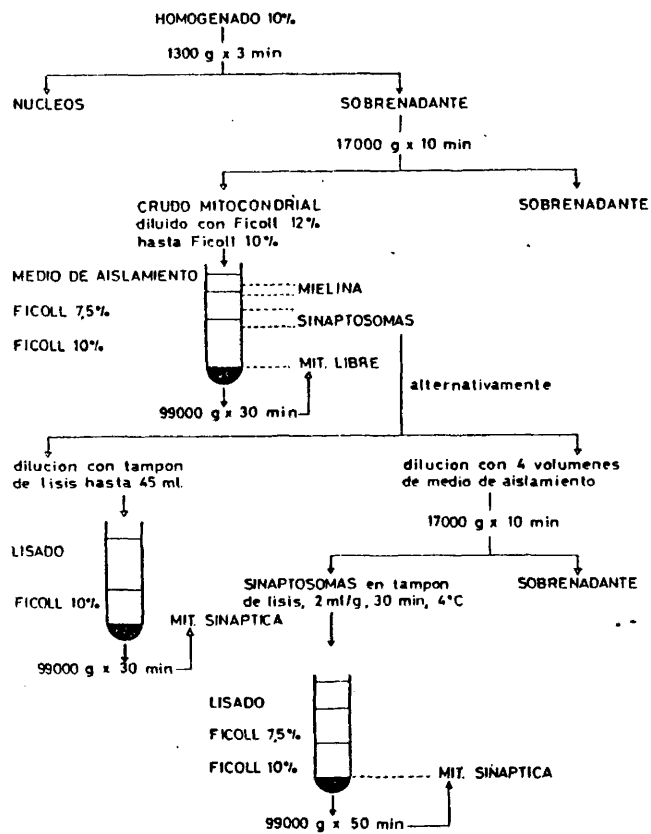 HOMOGENADO 10%
1300 g x 3 min
NUCLEOS
SOBRENADANTE
17000 g x 10 min
CRUDO MITOCONDRIAL
diluido con Ficoll 12%
hasta Ficoll 10%
SOBRENADANTE
MEDIO DE AISLAMIENTO
MIELINA
FICOLL 7,5%
SINAPTOSOMAS
FICOLL 10%
MIT. LIBRE
99000 g x 30 min
alternativamente
dilucion con tampon
de lisis hasta 45 ml.
dilucion con 4 volumenes
de medio de aislamiento
17000 g x 10 min
LISADO
FICOLL 10%
MIT. SINAPTICA
99000 g x 30 min
SINAPTOSOMAS en tampon
de lisis, 2 ml/g, 30 min, 4°C
SOBRENADANTE
LISADO
FICOLL 7,5%
FICOLL 10%
MIT. SINAPTICA
99000 g x 50 min